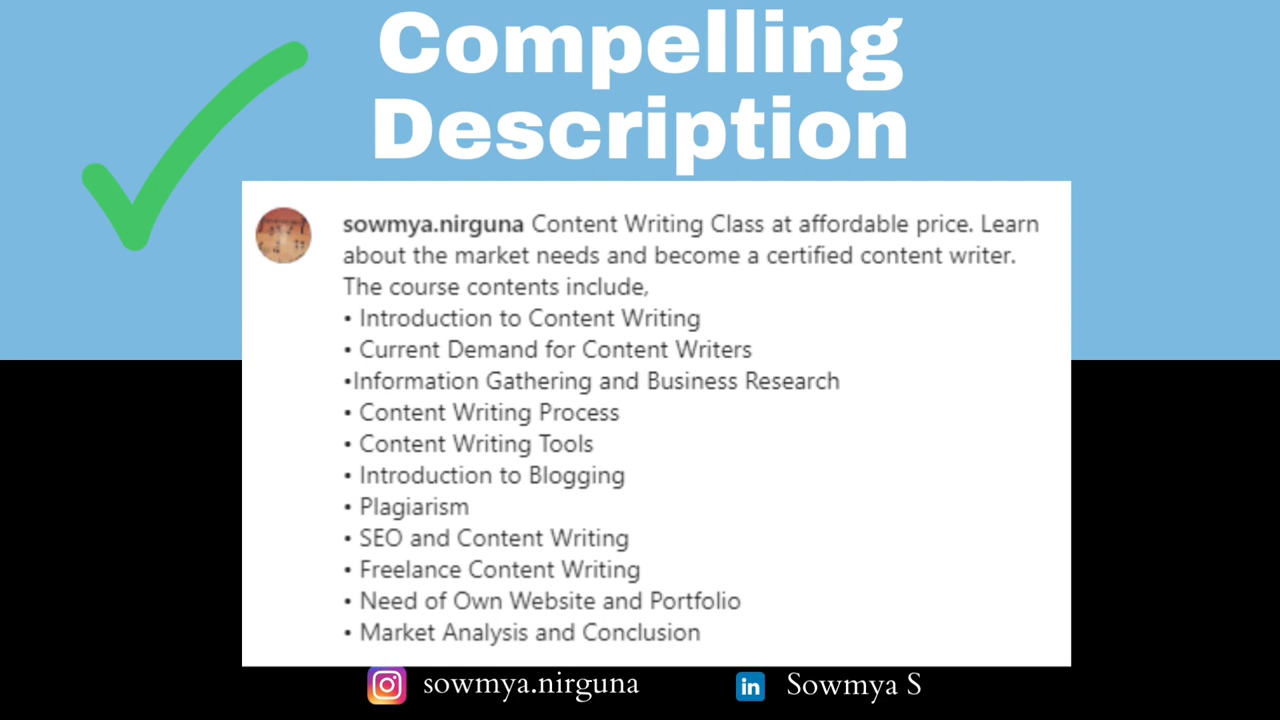 Compelling
Description
sowmya.nirguna Content Writing Class at affordable price. Learn
about the market needs and become a certified content writer.
The course contents include,
• Introduction to Content Writing
• Current Demand for Content Writers
•Information Gathering and Business Research
• Content Writing Process
• Content Writing Tools
• Introduction to Blogging
• Plagiarism
• SEO and Content Writing
• Freelance Content Writing
• Need of Own Website and Portfolio
• Market Analysis and Conclusion
sowmya.nirguna
in Sowmya S